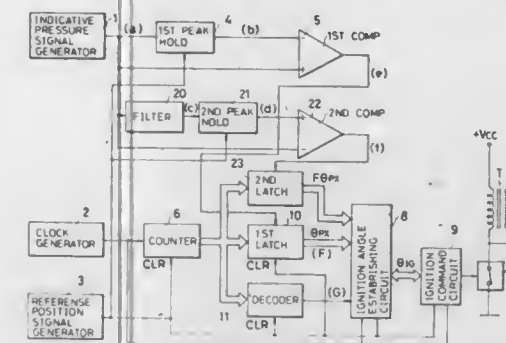 INDICATIVE
PRESSURE
SIGNAL
GENERATOR
1
(a)
4
1ST PEAK
HOLD
(b)
5
1ST COMP
(e)
20
FILTER
(c)
21
2ND PEAK
HOLD
(d)
22
2ND COMP
(f)
23
2ND
LATCH
FθPX
+Vcc
T
2
CLOCK
GENERATOR
6
COUNTER
CLR
10
1ST
LATCH
CLR
θPX
(F)
8
IGNITION ANGLE
ESTABRISHING
CIRCUIT
θIG
9
IGNITION
COMMAND
CIRCUIT
3
REFERENSE
POSITION
SIGNAL
GENERATOR
11
DECODER
CLR
(G)